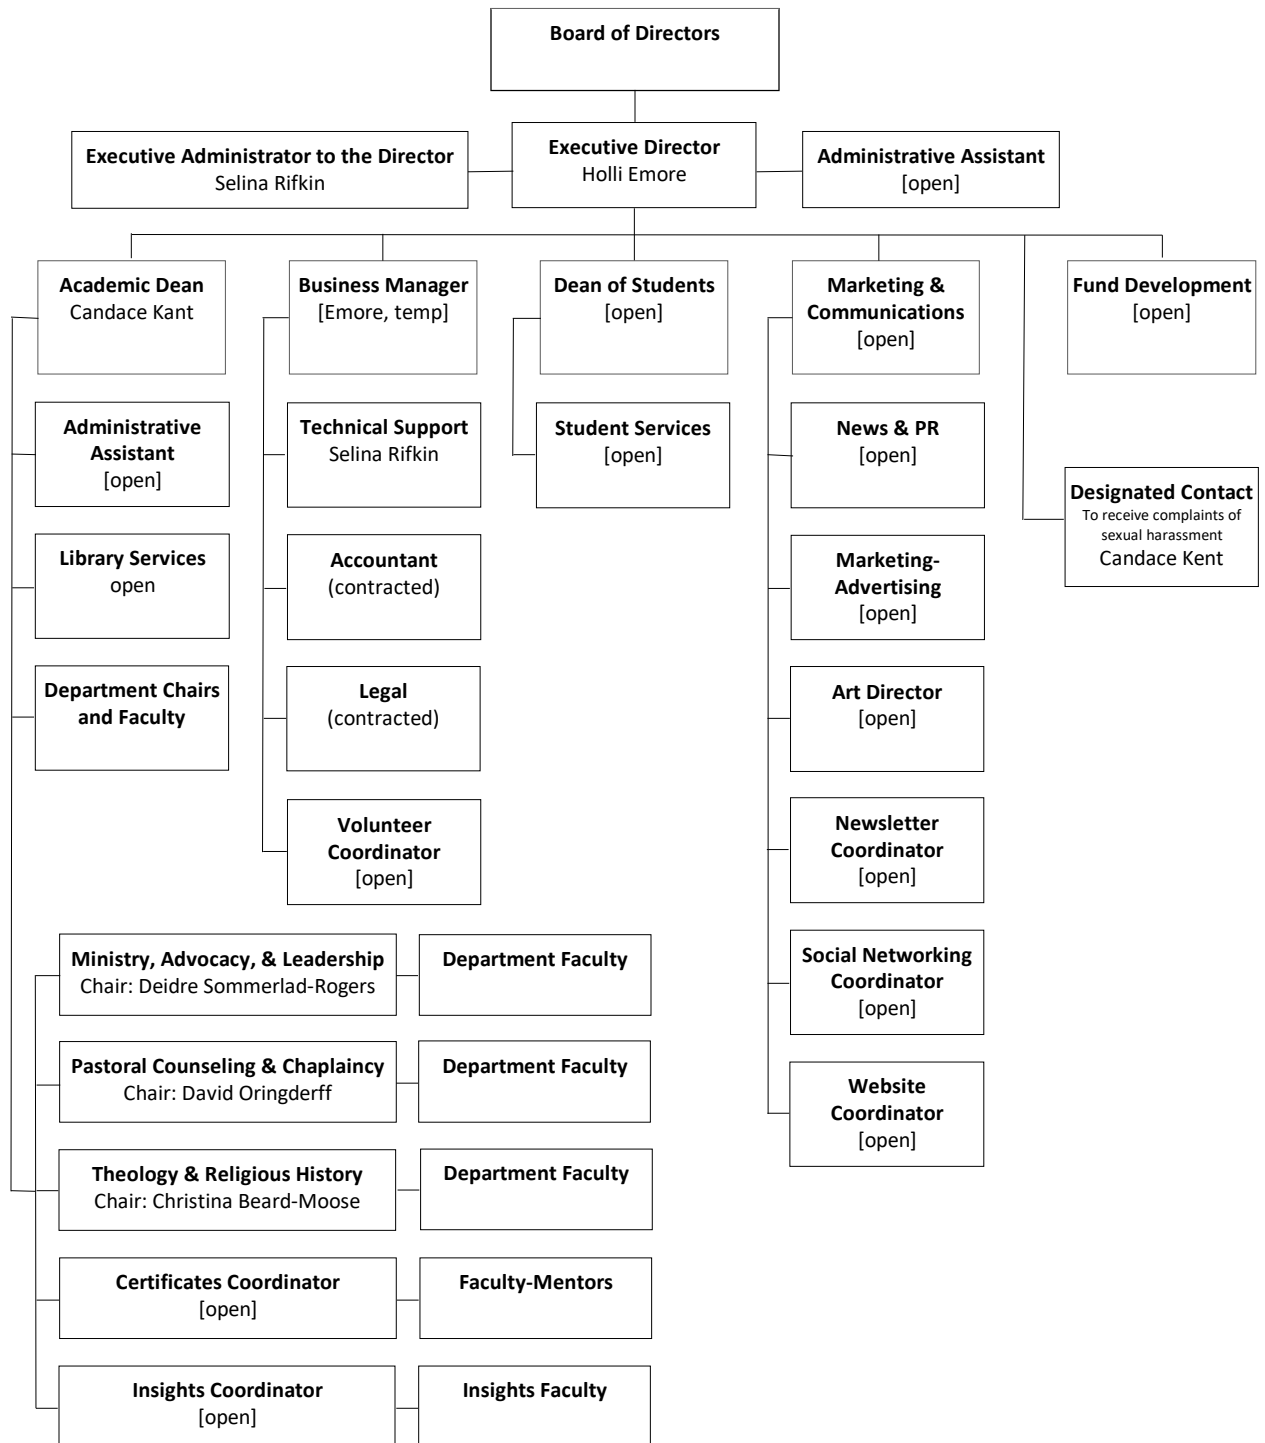 Board of Directors
Executive Administrator to the Director
Selina Rifkin
Executive Director
Holli Emore
Administrative Assistant
[open]
Academic Dean
Candace Kant
Business Manager
[Emore, temp]
Dean of Students
[open]
Marketing &
Communications
[open]
Fund Development
[open]
Administrative
Assistant
[open]
Technical Support
Selina Rifkin
Student Services
[open]
News & PR
[open]
Designated Contact
To receive complaints of
sexual harassment
Candace Kent
Library Services
open
Accountant
(contracted)
Marketing-
Advertising
[open]
Department Chairs
and Faculty
Legal
(contracted)
Art Director
[open]
Volunteer
Coordinator
[open]
Newsletter
Coordinator
[open]
Ministry, Advocacy, & Leadership
Chair: Deidre Sommerlad-Rogers
Department Faculty
Social Networking
Coordinator
[open]
Pastoral Counseling & Chaplaincy
Chair: David Oringderff
Department Faculty
Website
Coordinator
[open]
Theology & Religious History
Chair: Christina Beard-Moose
Department Faculty
Certificates Coordinator
[open]
Faculty-Mentors
Insights Coordinator
[open]
Insights Faculty